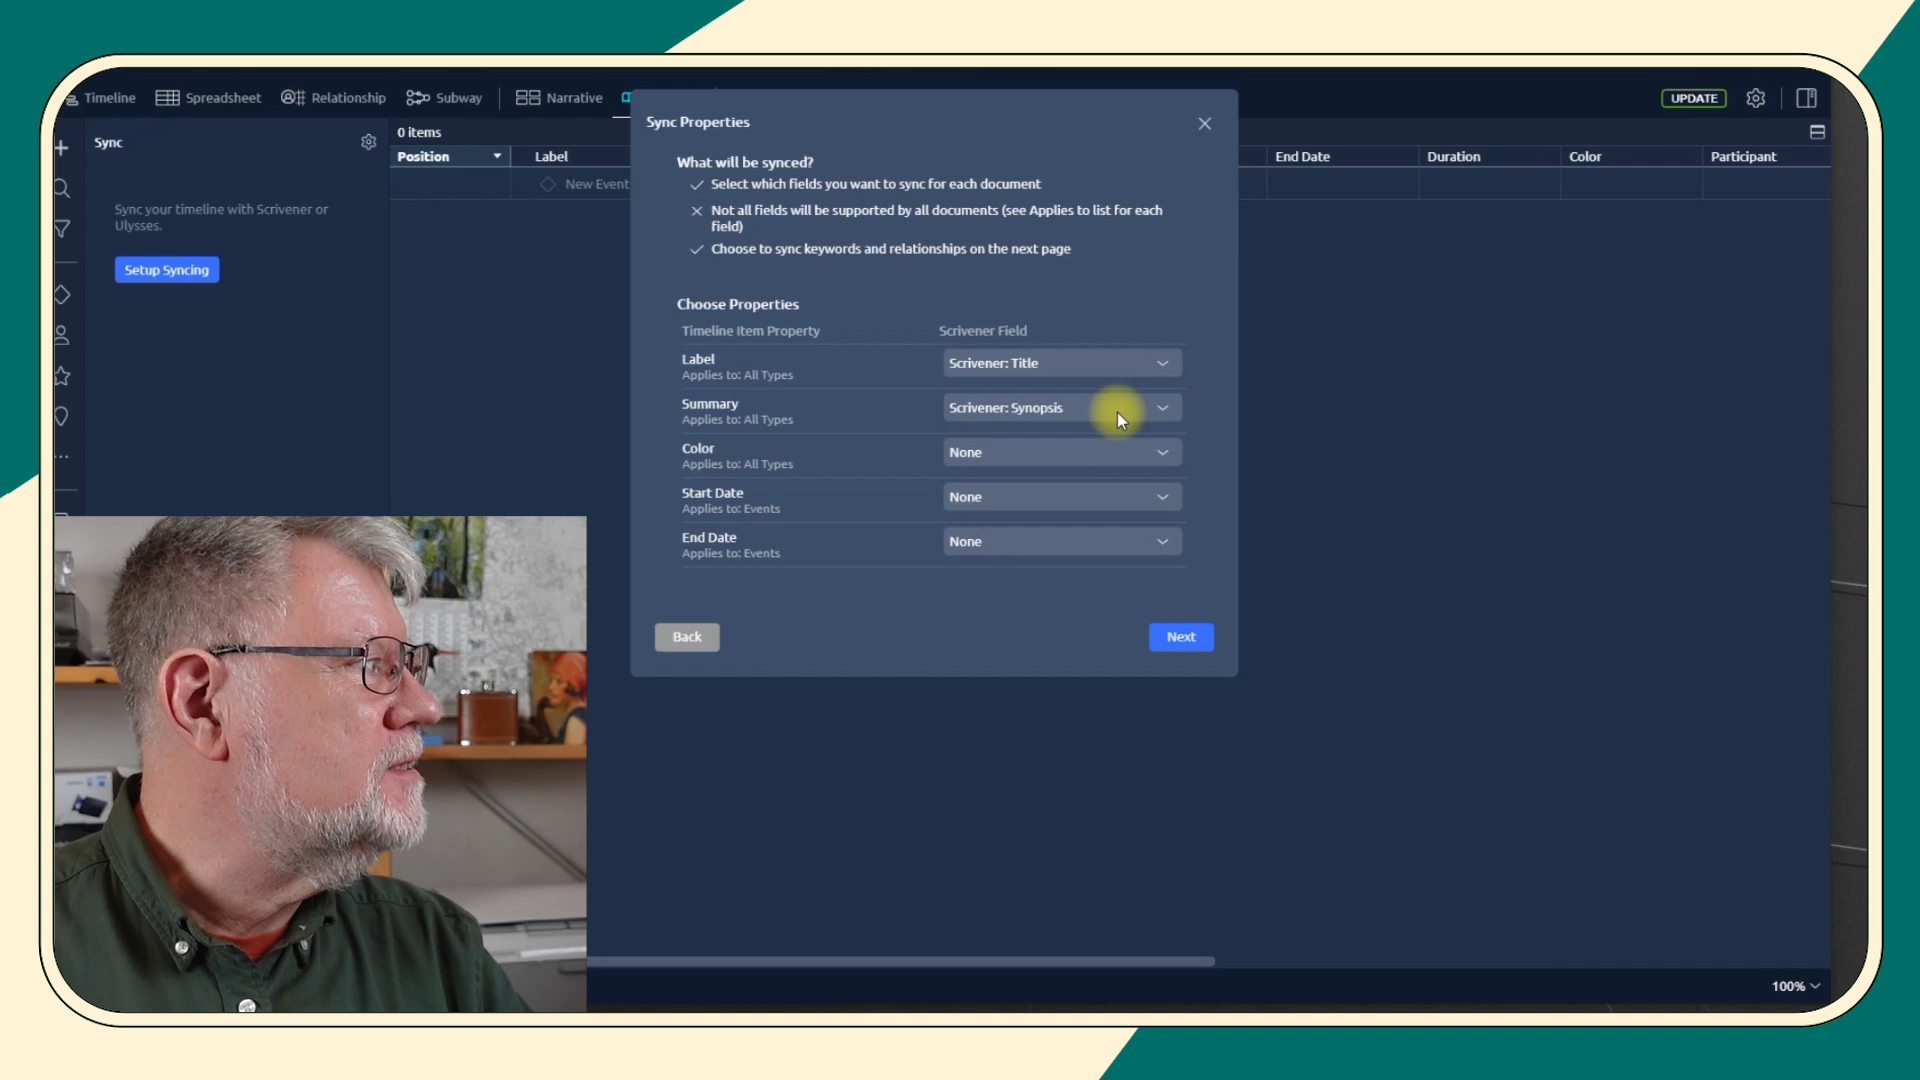 Timeline
Spreadsheet
Relationship
Subway
Narrative
UPDATE
Sync
0 items
Position
Label
End Date
Duration
Color
Participant
New Event
Sync your timeline with Scrivener or
Ulysses.
Setup Syncing
Sync Properties
What will be synced?
Select which fields you want to sync for each document
Not all fields will be supported by all documents (see Applies to list for each
field)
Choose to sync keywords and relationships on the next page
Choose Properties
Timeline Item Property
Scrivener Field
Label
Applies to: All Types
Scrivener: Title
Summary
Applies to: All Types
Scrivener: Synopsis
Color
Applies to: All Types
None
Start Date
Applies to: Events
None
End Date
Applies to: Events
None
Back
Next
100%